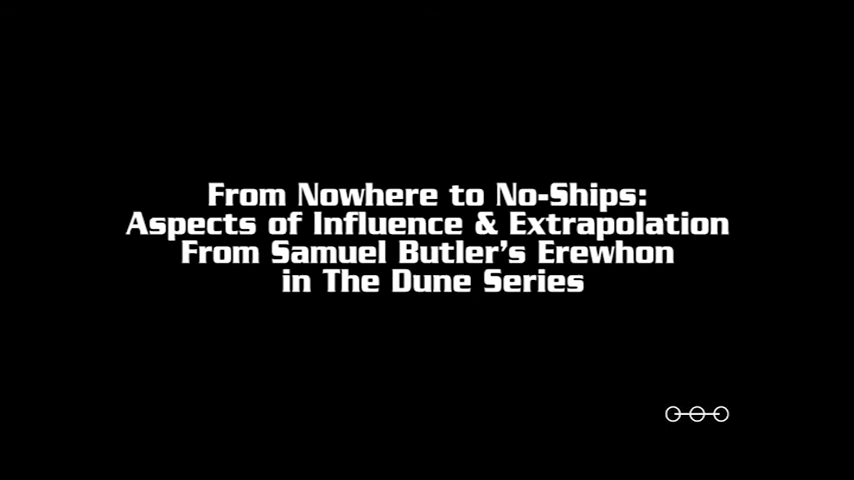 From Nowhere to No-Ships:
Aspects of Influence & Extrapolation
From Samuel Butler's Erewhon
in The Dune Series